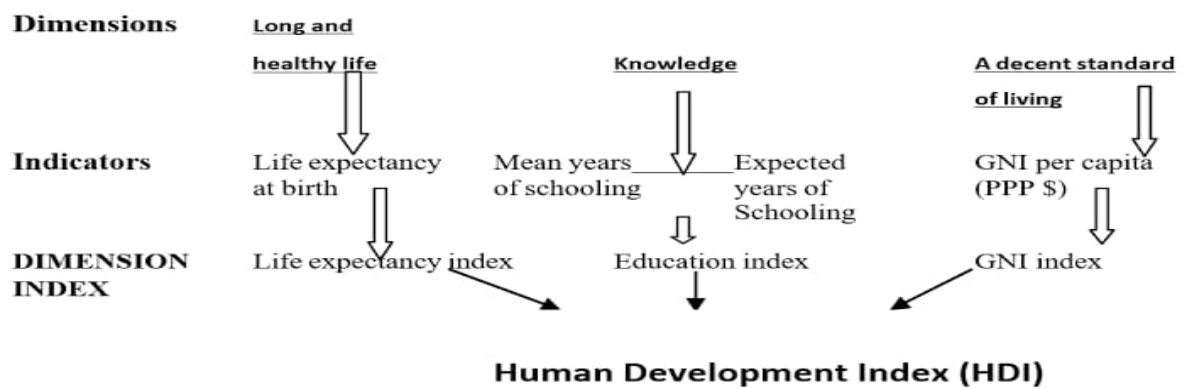 Dimensions
Long and
healthy life
Knowledge
A decent standard
of living
Indicators
Life expectancy
at birth
Mean years
of schooling
Expected
years of
Schooling
GNI per capita
(PPP $)
DIMENSION
INDEX
Life expectancy index
Education index
GNI index
Human Development Index (HDI)